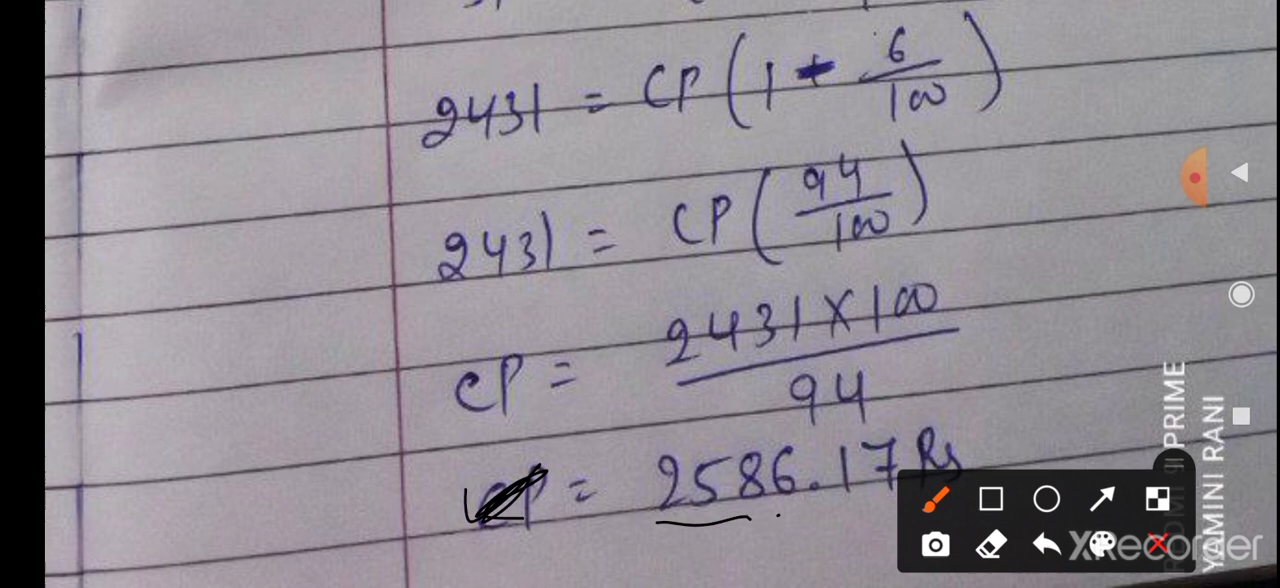 2431 = CP ( 1 - 6/100 )
2431 = CP ( 94/100 )
CP = 2431 X 100 / 94
CP = 2586.17 Rs
PRIME
YAMINI RANI
XRecorder